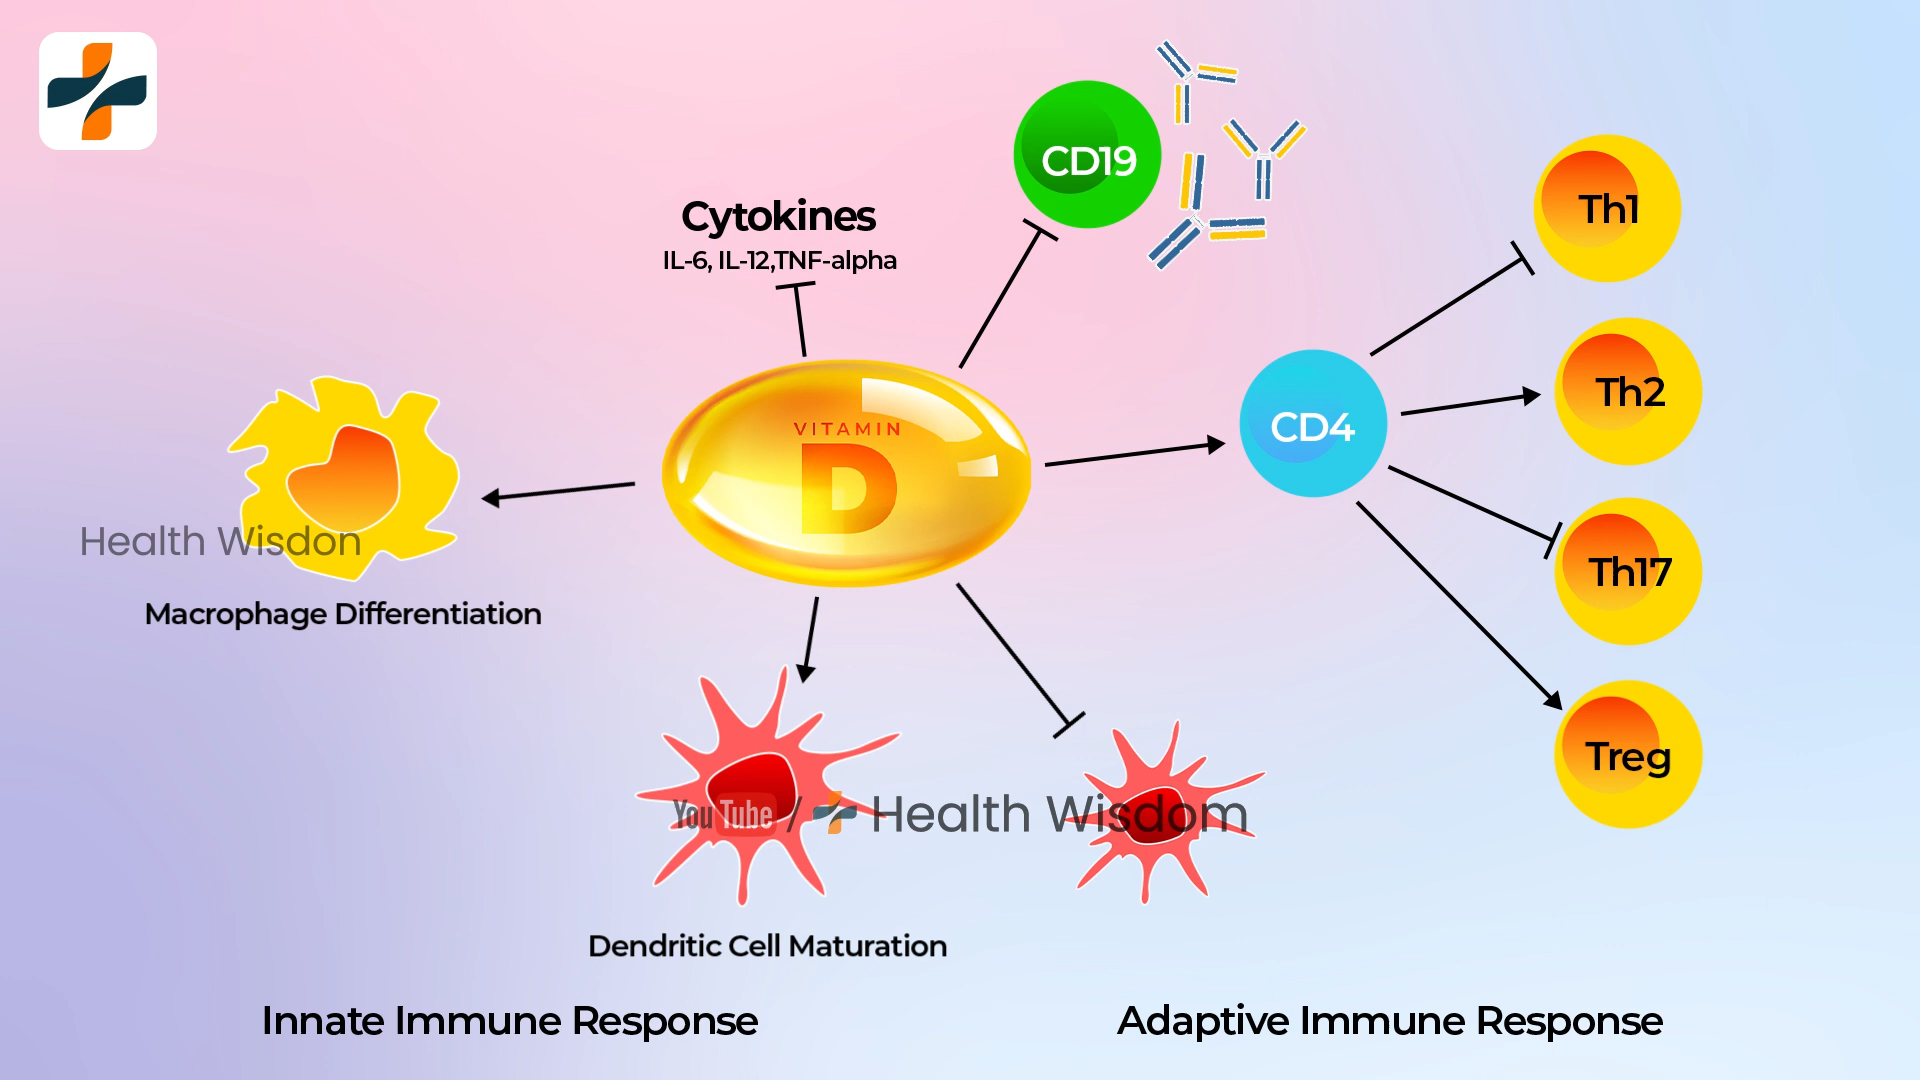 CD19
Cytokines
IL-6, IL-12,TNF-alpha
Th1
Th2
VITAMIN
D
CD4
Health Wisdon
Th17
Macrophage Differentiation
Treg
YouTube / Health Wisdom
Dendritic Cell Maturation
Innate Immune Response
Adaptive Immune Response